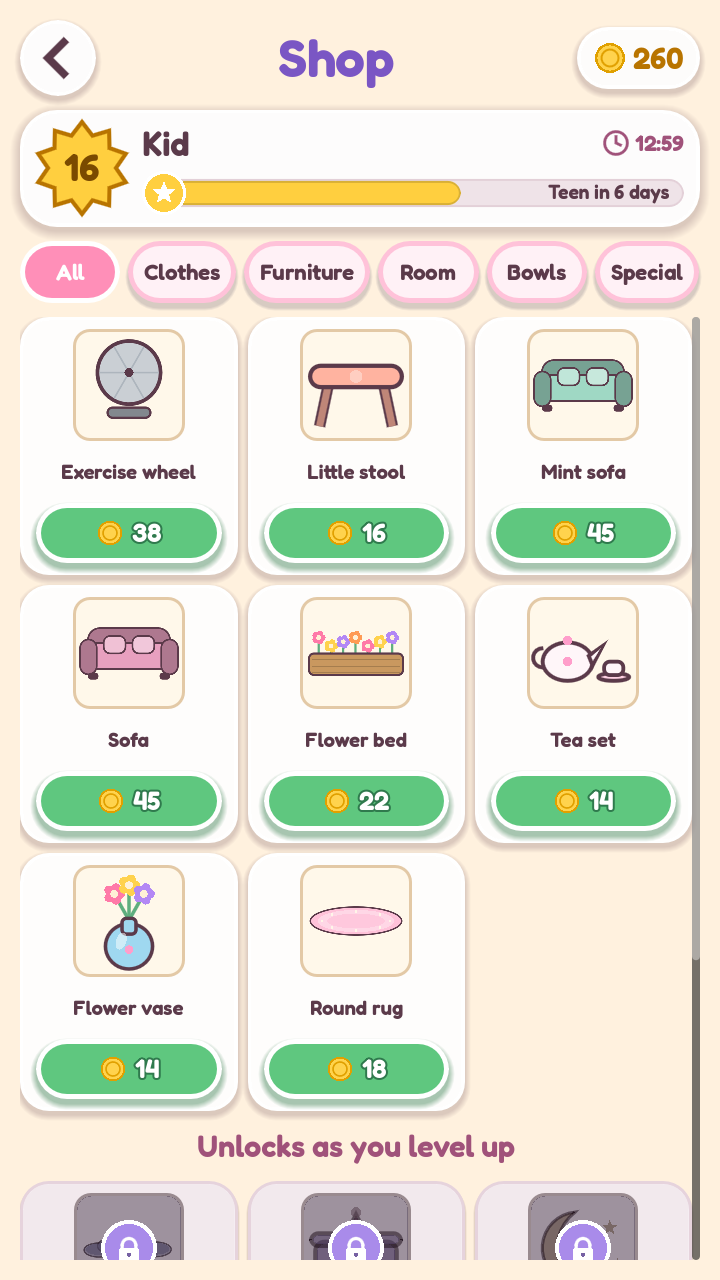 Shop
260
16
Kid
12:59
Teen in 6 days
All
Clothes
Furniture
Room
Bowls
Special
Exercise wheel
Little stool
Mint sofa
38
16
45
Sofa
Flower bed
Tea set
45
22
14
Flower vase
Round rug
14
18
Unlocks as you level up